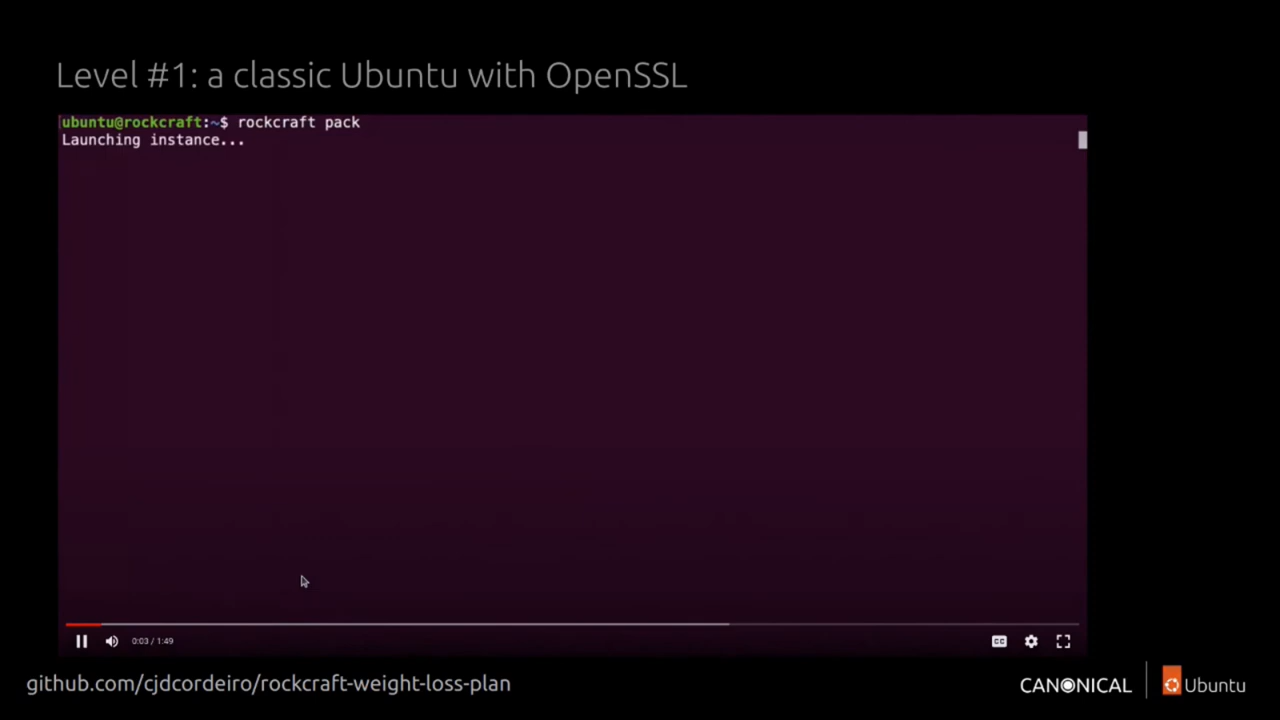 Level #1: a classic Ubuntu with OpenSSL
ubuntu@rockcraft:~$ rockcraft pack
Launching instance...
0:03 / 1:49
CC
github.com/cjdcordeiro/rockcraft-weight-loss-plan
CANONICAL
Ubuntu